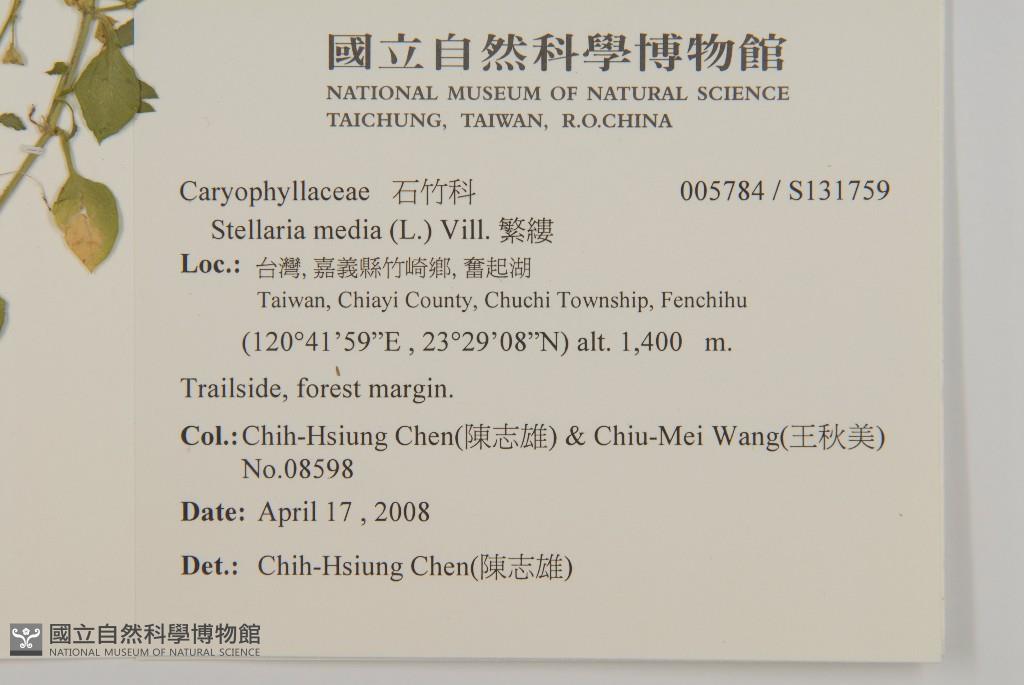 國立自然科學博物館
NATIONAL MUSEUM OF NATURAL SCIENCE
TAICHUNG, TAIWAN, R.O.CHINA
Caryophyllaceae 石竹科 005784 / S131759
Stellaria media (L.) Vill. 繁縷
Loc.: 台灣, 嘉義縣竹崎鄉, 奮起湖
Taiwan, Chiayi County, Chuchi Township, Fenchihu
(120°41’59”E , 23°29’08”N) alt. 1,400 m.
Trailside, forest margin.
Col.: Chih-Hsiung Chen(陳志雄) & Chiu-Mei Wang(王秋美)
No.08598
Date: April 17 , 2008
Det.: Chih-Hsiung Chen(陳志雄)
國立自然科學博物館
NATIONAL MUSEUM OF NATURAL SCIENCE